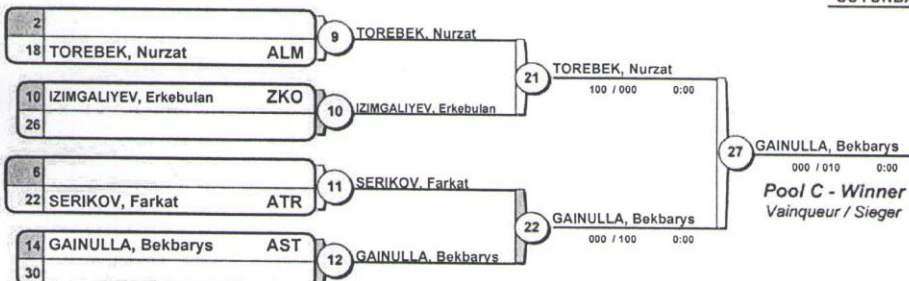 2
18 TOREBEK, Nurzat ALM
9 TOREBEK, Nurzat
10 IZIMGALIYEV, Erkebulan ZKO
26
10 IZIMGALIYEV, Erkebulan
21 TOREBEK, Nurzat
100 / 000 0:00
6
22 SERIKOV, Farkat ATR
11 SERIKOV, Farkat
14 GAINULLA, Bekbarys AST
30
12 GAINULLA, Bekbarys
22 GAINULLA, Bekbarys
000 / 100 0:00
27 GAINULLA, Bekbarys
000 / 010 0:00
Pool C - Winner
Vainqueur / Sieger